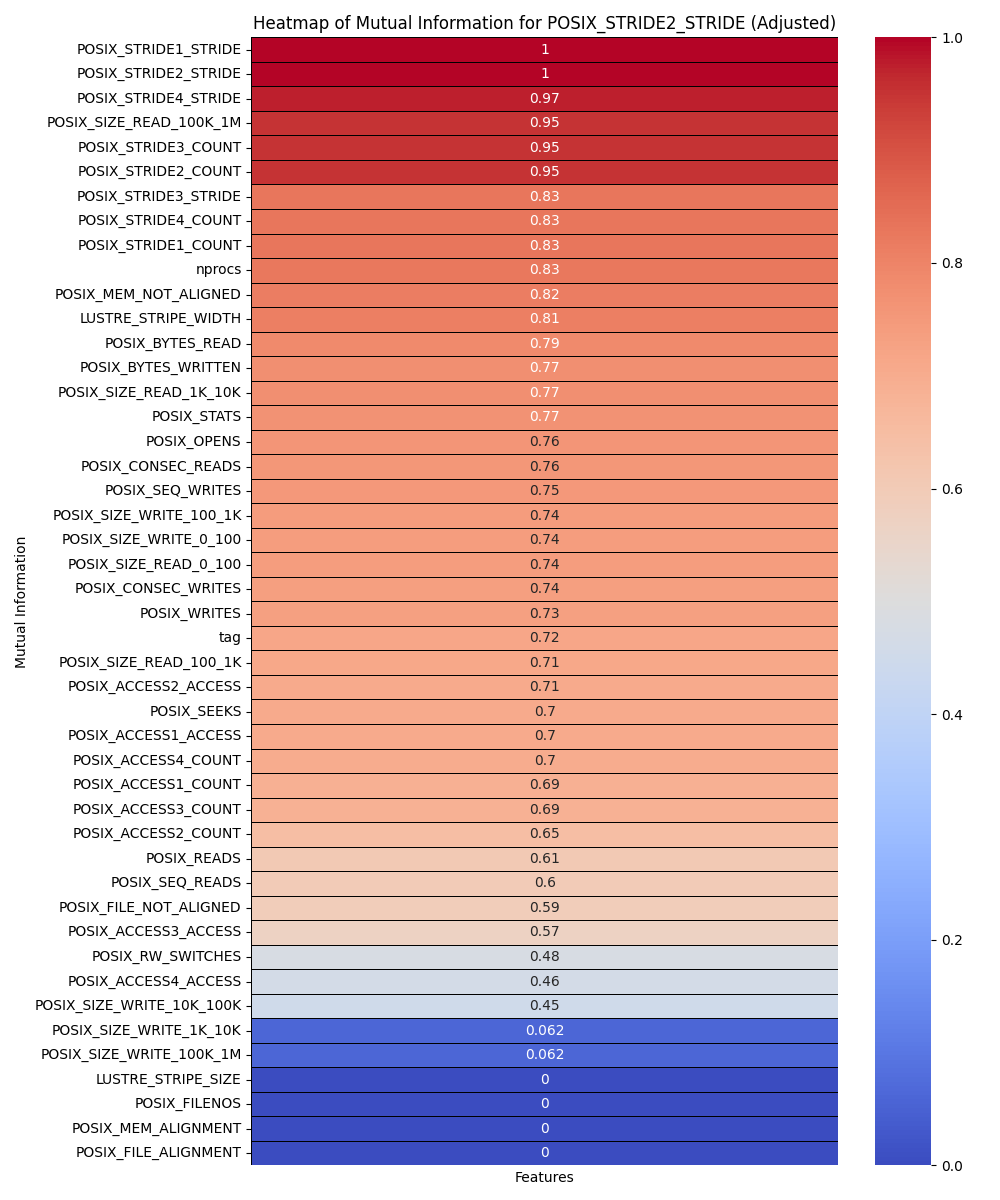 Heatmap of Mutual Information for POSIX_STRIDE2_STRIDE (Adjusted)
POSIX_STRIDE1_STRIDE 1
POSIX_STRIDE2_STRIDE 1
POSIX_STRIDE4_STRIDE 0.97
POSIX_SIZE_READ_100K_1M 0.95
POSIX_STRIDE3_COUNT 0.95
POSIX_STRIDE2_COUNT 0.95
POSIX_STRIDE3_STRIDE 0.83
POSIX_STRIDE4_COUNT 0.83
POSIX_STRIDE1_COUNT 0.83
nprocs 0.83
POSIX_MEM_NOT_ALIGNED 0.82
LUSTRE_STRIPE_WIDTH 0.81
POSIX_BYTES_READ 0.79
POSIX_BYTES_WRITTEN 0.77
POSIX_SIZE_READ_1K_10K 0.77
POSIX_STATS 0.77
POSIX_OPENS 0.76
POSIX_CONSEC_READS 0.76
POSIX_SEQ_WRITES 0.75
POSIX_SIZE_WRITE_100_1K 0.74
POSIX_SIZE_WRITE_0_100 0.74
POSIX_SIZE_READ_0_100 0.74
POSIX_CONSEC_WRITES 0.74
POSIX_WRITES 0.73
tag 0.72
POSIX_SIZE_READ_100_1K 0.71
POSIX_ACCESS2_ACCESS 0.71
POSIX_SEEKS 0.7
POSIX_ACCESS1_ACCESS 0.7
POSIX_ACCESS4_COUNT 0.7
POSIX_ACCESS1_COUNT 0.69
POSIX_ACCESS3_COUNT 0.69
POSIX_ACCESS2_COUNT 0.65
POSIX_READS 0.61
POSIX_SEQ_READS 0.6
POSIX_FILE_NOT_ALIGNED 0.59
POSIX_ACCESS3_ACCESS 0.57
POSIX_RW_SWITCHES 0.48
POSIX_ACCESS4_ACCESS 0.46
POSIX_SIZE_WRITE_10K_100K 0.45
POSIX_SIZE_WRITE_1K_10K 0.062
POSIX_SIZE_WRITE_100K_1M 0.062
LUSTRE_STRIPE_SIZE 0
POSIX_FILENOS 0
POSIX_MEM_ALIGNMENT 0
POSIX_FILE_ALIGNMENT 0
Mutual Information
Features
1.0
0.8
0.6
0.4
0.2
0.0